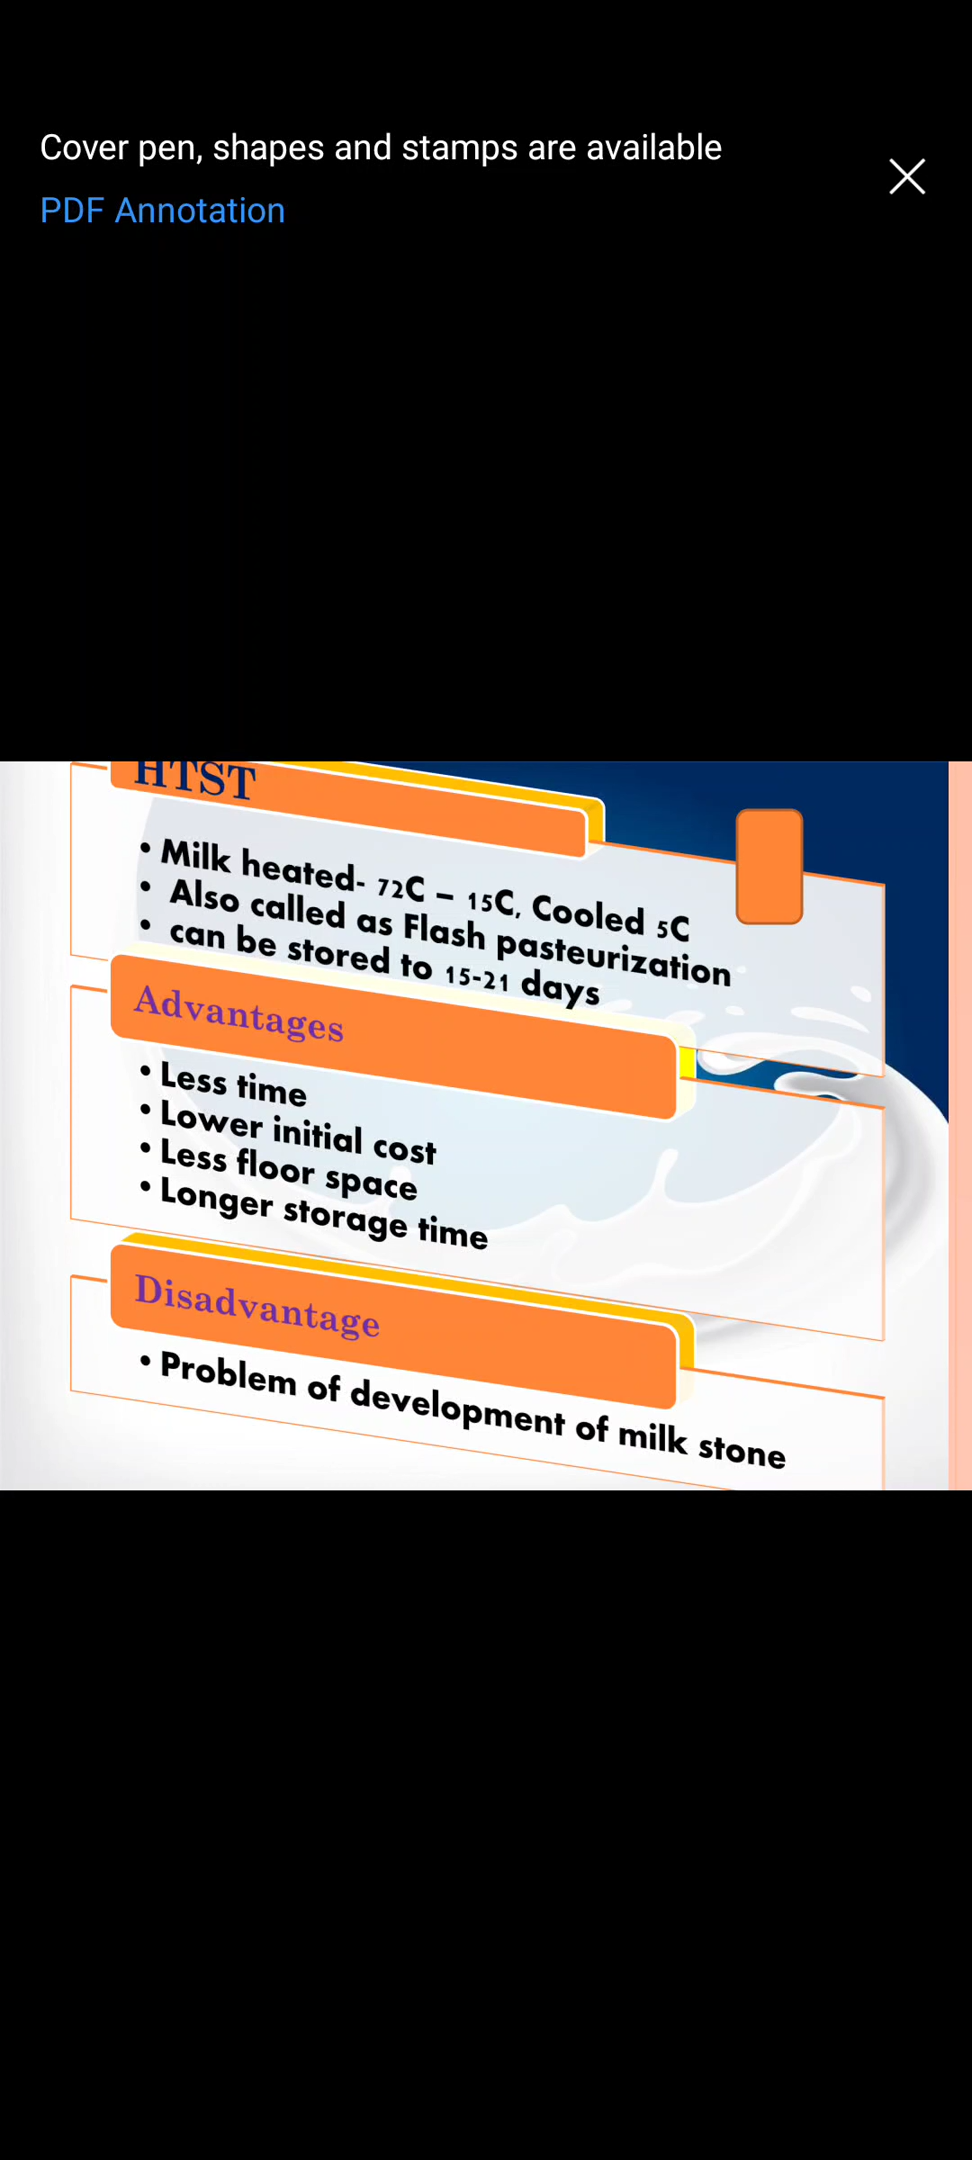 Cover pen, shapes and stamps are available
PDF Annotation
HTST
• Milk heated- 72C – 15C, Cooled 5C
• Also called as Flash pasteurization
• can be stored to 15-21 days
Advantages
• Less time
• Lower initial cost
• Less floor space
• Longer storage time
Disadvantage
• Problem of development of milk stone